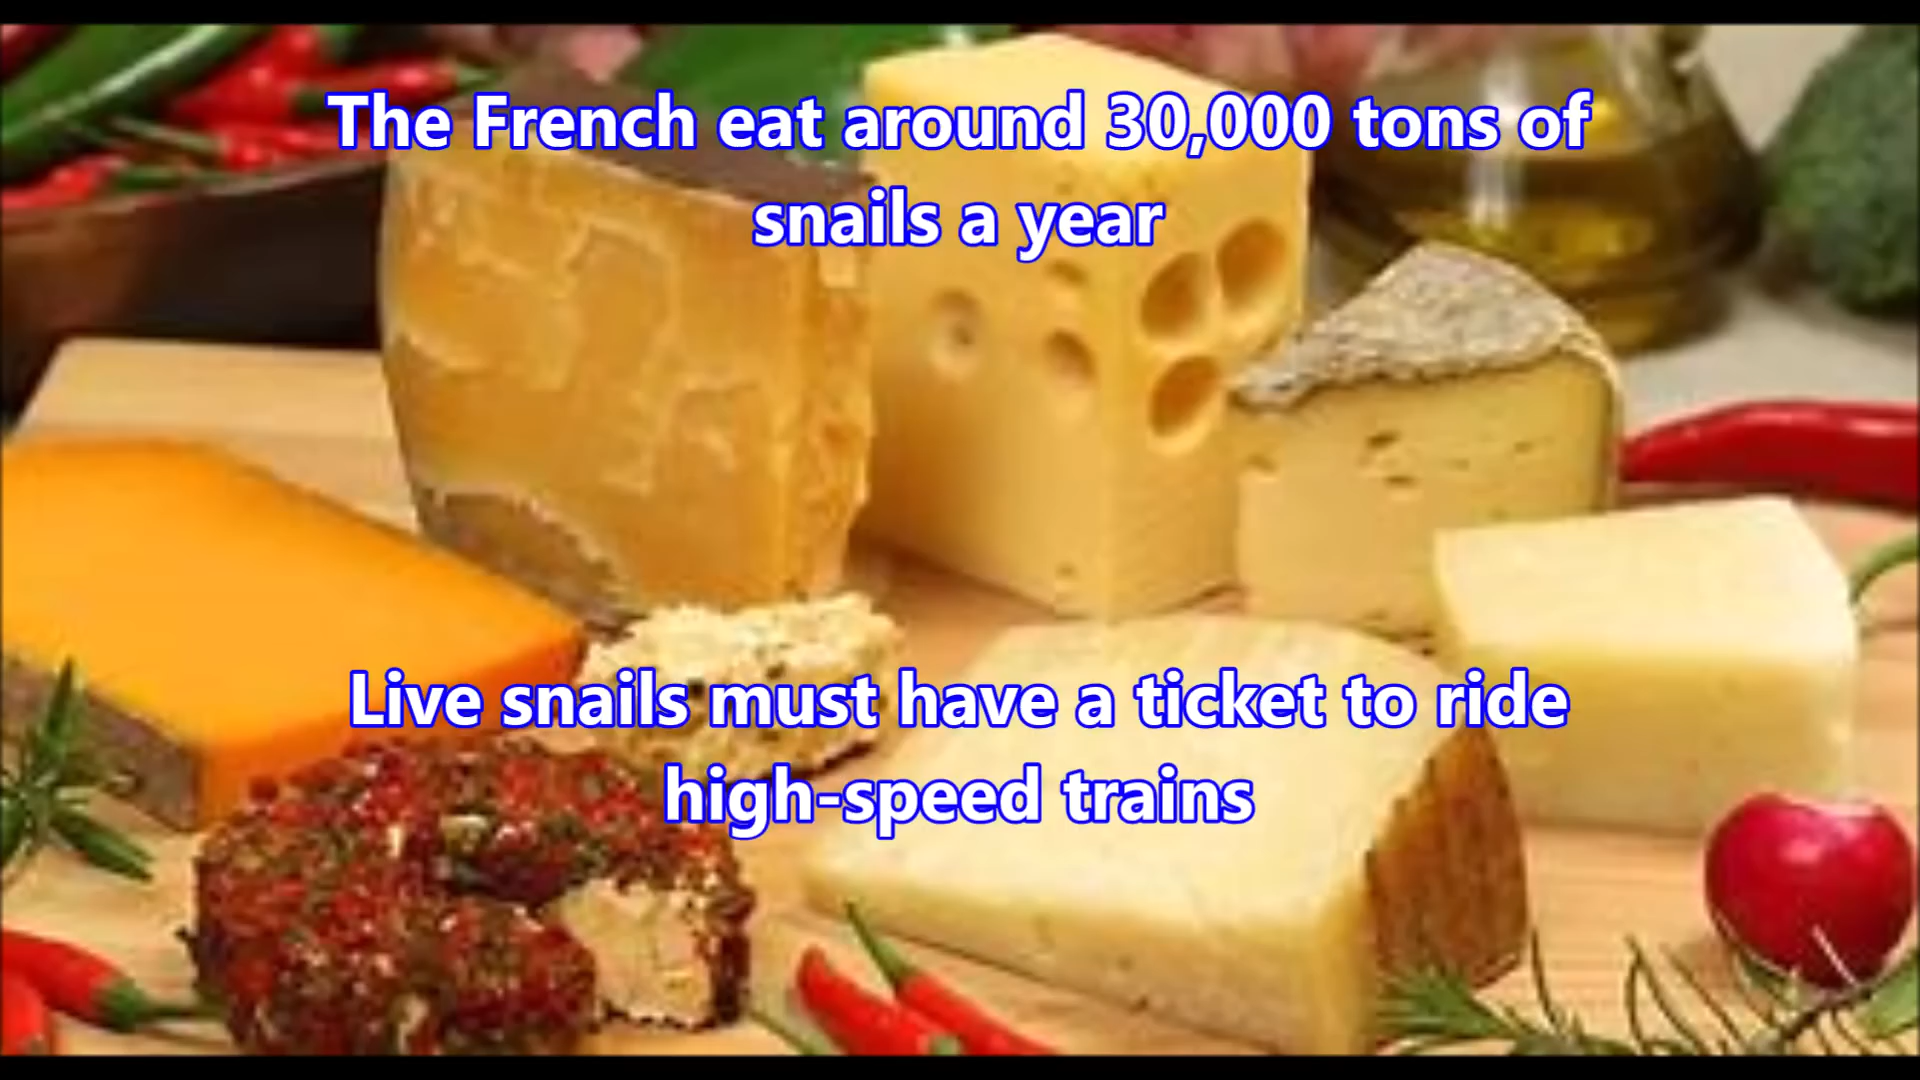 The French eat around 30,000 tons of
snails a year
Live snails must have a ticket to ride
high-speed trains